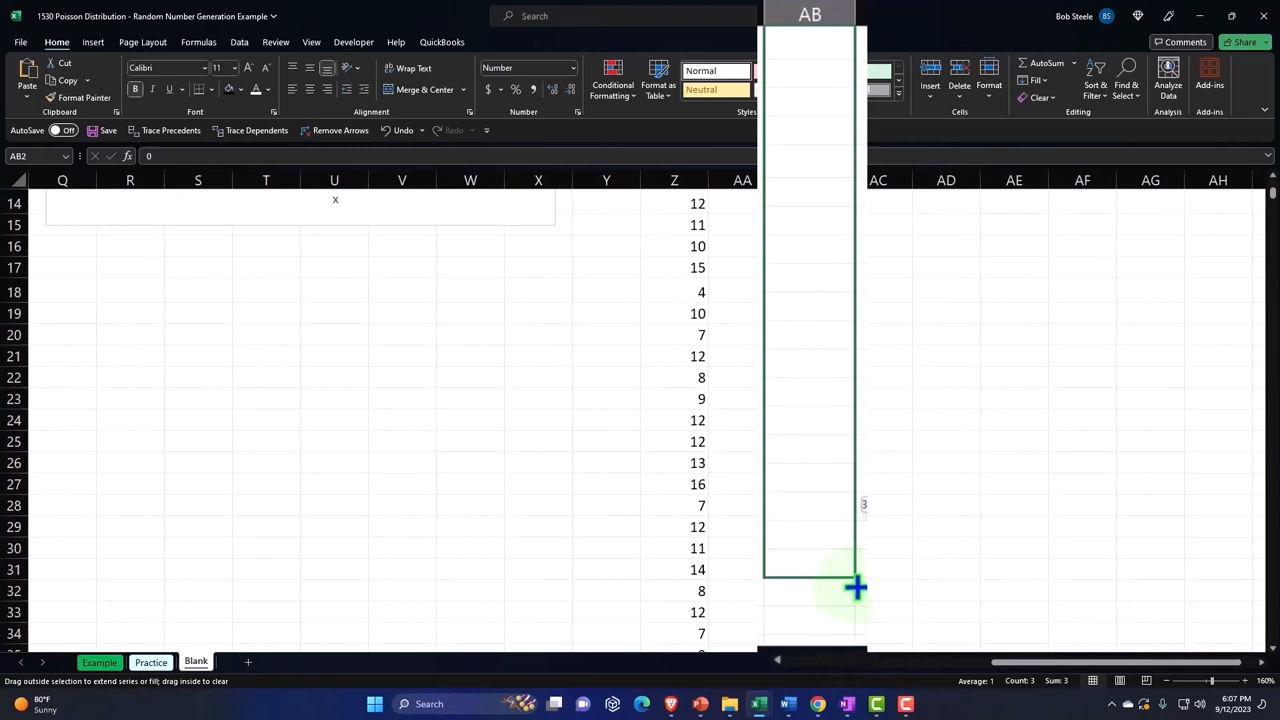 1530 Poisson Distribution - Random Number Generation Example
Search
Bob Steele BS
AB
File Home Insert Page Layout Formulas Data Review View Developer Help QuickBooks
Comments Share
Cut
Copy
Format Painter
Clipboard
Calibri 11
B I U
Font
Wrap Text
Merge & Center
Alignment
Number
$ % ,
Number
Conditional Formatting
Format as Table
Normal
Neutral
Styles
Insert Delete Format
Cells
AutoSum
Fill
Clear
Sort & Filter
Find & Select
Editing
Analyze Data
Analysis
Add-ins
Add-ins
AutoSave Off Save Trace Precedents Trace Dependents Remove Arrows Undo Redo
AB2 fx 0
Q R S T U V W X Y Z AA AC AD AE AF AG AH
x
14 12
15 11
16 10
17 15
18 4
19 10
20 7
21 12
22 8
23 9
24 12
25 12
26 13
27 16
28 7
29 12
30 11
31 14
32 8
33 12
34 7
3
Example Practice Blank
Drag outside selection to extend series or fill; drag inside to clear
Average: 1 Count: 3 Sum: 3 160%
80°F
Sunny
Search
6:07 PM
9/12/2023